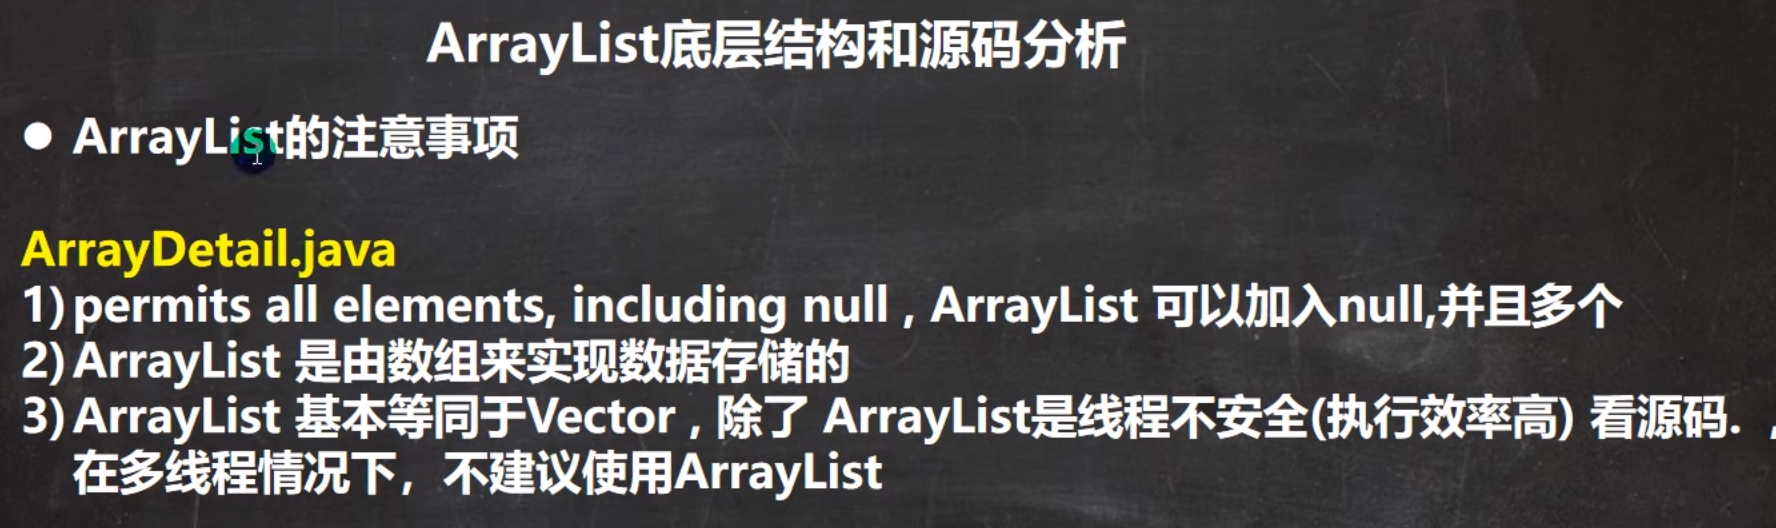 ArrayList底层结构和源码分析
● ArrayList的注意事项
ArrayDetail.java
1) permits all elements, including null , ArrayList 可以加入null,并且多个
2) ArrayList 是由数组来实现数据存储的
3) ArrayList 基本等同于Vector , 除了 ArrayList是线程不安全(执行效率高) 看源码. ,
在多线程情况下，不建议使用ArrayList